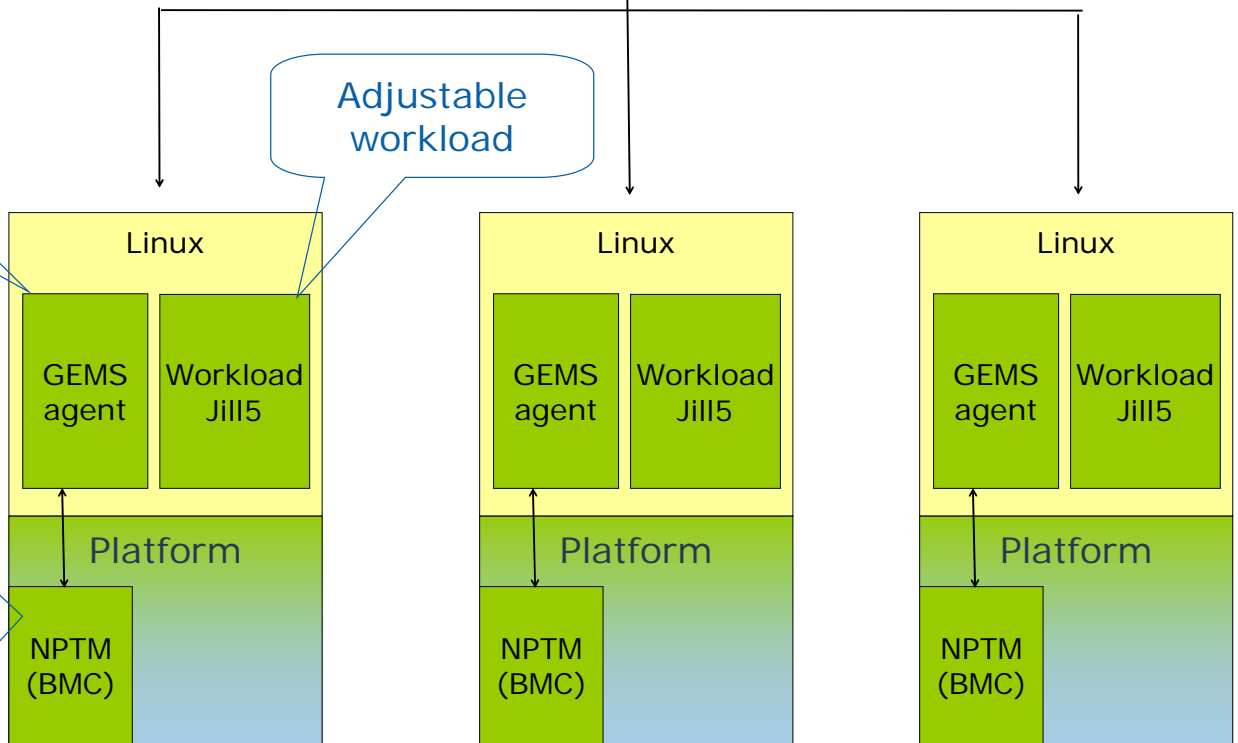 Adjustable
workload
Linux
GEMS
agent
Workload
Jill5
Platform
NPTM
(BMC)
Linux
GEMS
agent
Workload
Jill5
Platform
NPTM
(BMC)
Linux
GEMS
agent
Workload
Jill5
Platform
NPTM
(BMC)